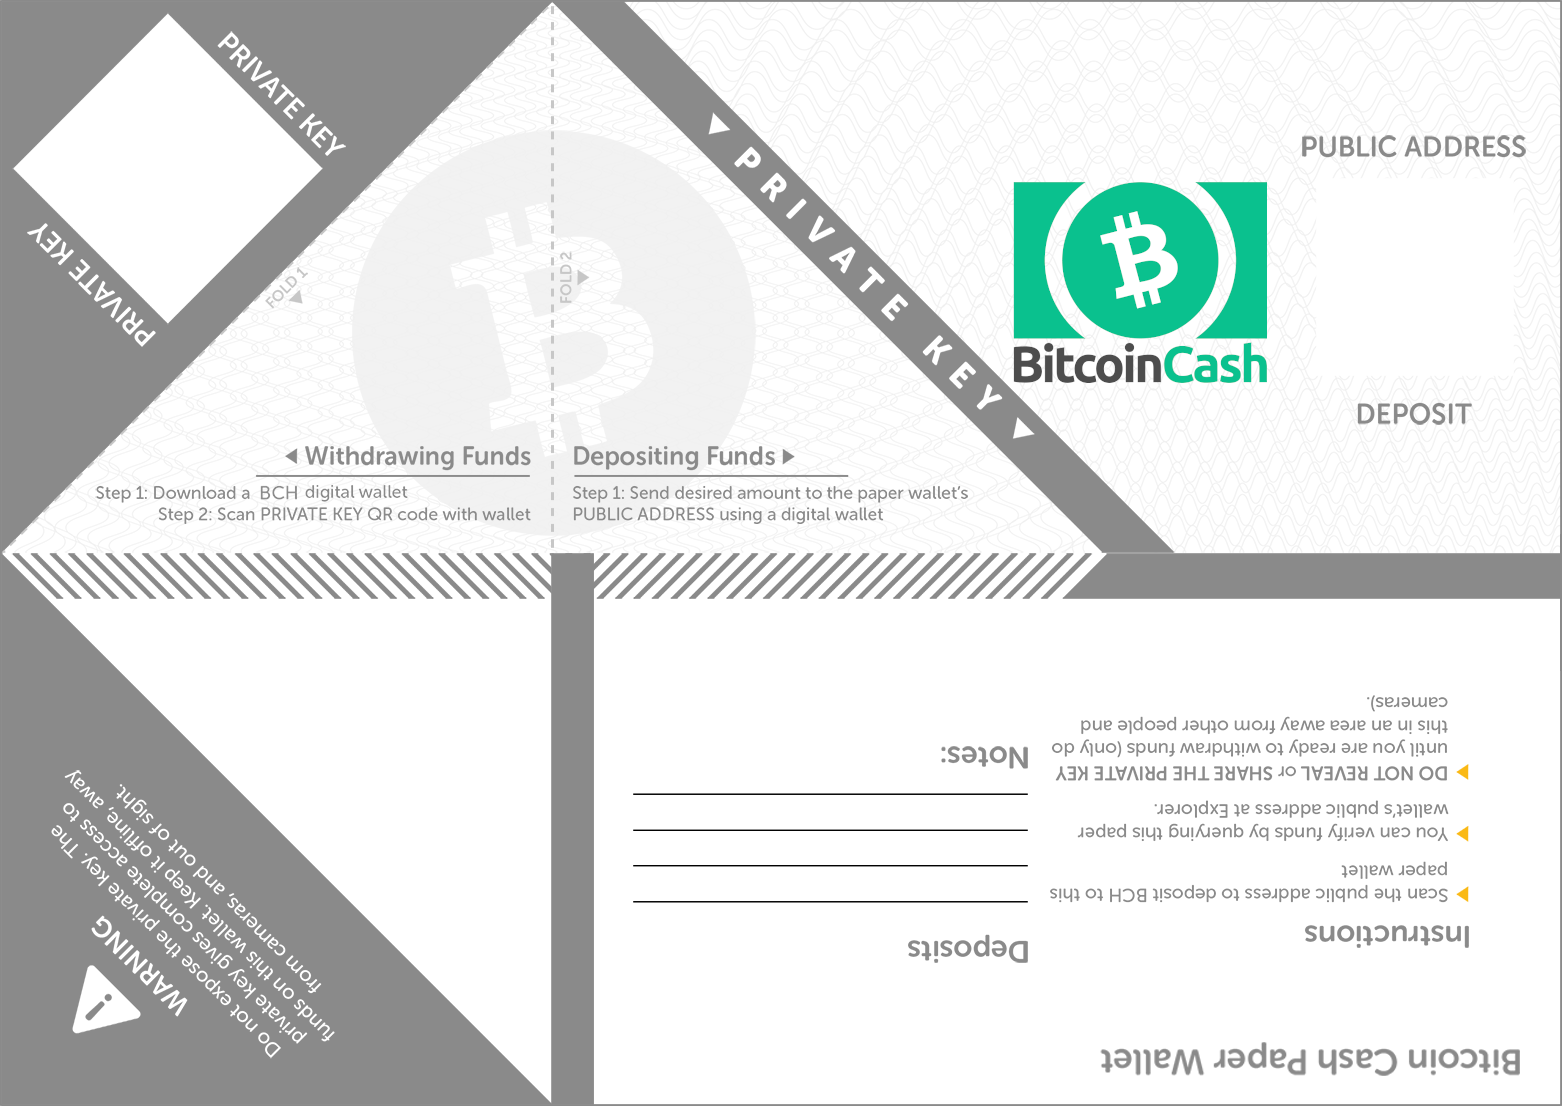 PRIVATE KEY
PRIVATE KEY
FOLD 1
FOLD 2
PRIVATE KEY
PUBLIC ADDRESS
BitcoinCash
DEPOSIT
Withdrawing Funds
Step 1: Download a BCH digital wallet
Step 2: Scan PRIVATE KEY QR code with wallet
Depositing Funds
Step 1: Send desired amount to the paper wallet’s
PUBLIC ADDRESS using a digital wallet
WARNING
Do not expose the private key. The
private key gives complete access to
funds on this wallet. Keep it offline, away
from cameras, and out of sight.
Bitcoin Cash Paper Wallet
Instructions
Scan the public address to deposit BCH to this
paper wallet
You can verify funds by querying this paper
wallet's public address at Explorer.
DO NOT REVEAL or SHARE THE PRIVATE KEY
until you are ready to withdraw funds (only do
this in an area away from other people and
cameras).
Deposits
Notes: